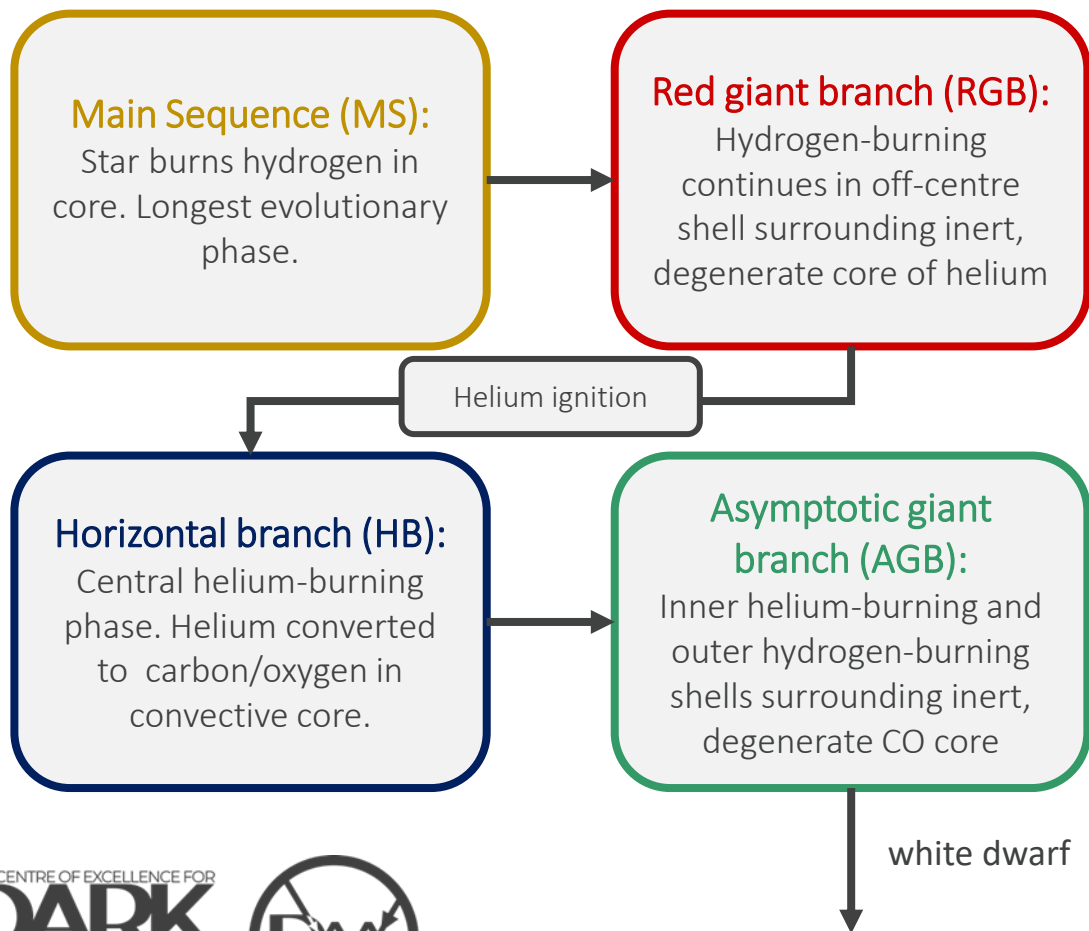 Main Sequence (MS):
Star burns hydrogen in
core. Longest evolutionary
phase.
Red giant branch (RGB):
Hydrogen-burning
continues in off-centre
shell surrounding inert,
degenerate core of helium
Helium ignition
Horizontal branch (HB):
Central helium-burning
phase. Helium converted
to carbon/oxygen in
convective core.
Asymptotic giant
branch (AGB):
Inner helium-burning and
outer hydrogen-burning
shells surrounding inert,
degenerate CO core
white dwarf
CENTRE OF EXCELLENCE FOR
DARK